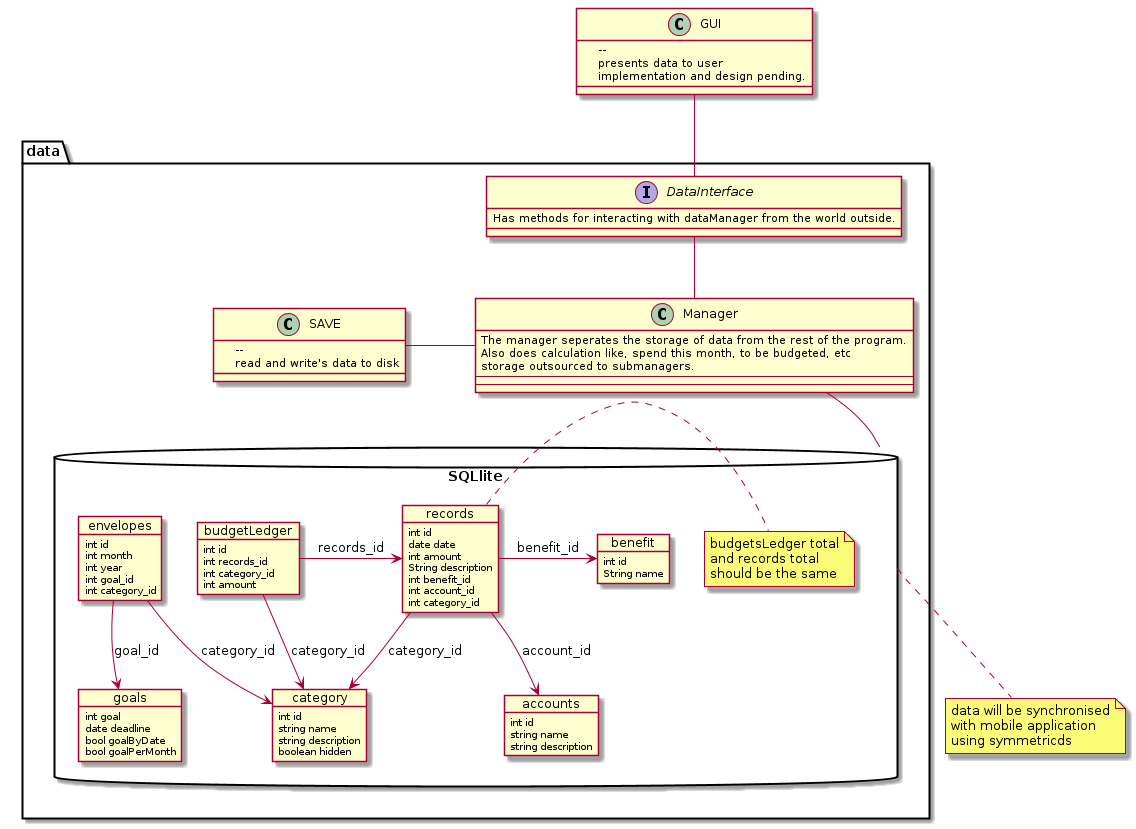 C GUI
--
presents data to user
implementation and design pending.
data
I DataInterface
Has methods for interacting with dataManager from the world outside.
C SAVE
--
read and write's data to disk
C Manager
The manager seperates the storage of data from the rest of the program.
Also does calculation like, spend this month, to be budgeted, etc
storage outsourced to submanagers.
SQLlite
envelopes
int id
int month
int year
int goal_id
int category_id
budgetLedger
int id
int records_id
int category_id
int amount
records_id
records
int id
date date
int amount
String description
int benefit_id
int account_id
int category_id
benefit_id
benefit
int id
String name
budgetsLedger total
and records total
should be the same
goal_id
category_id
category_id
category_id
account_id
goals
int goal
date deadline
bool goalByDate
bool goalPerMonth
category
int id
string name
string description
boolean hidden
accounts
int id
string name
string description
data will be synchronised
with mobile application
using symmetricds